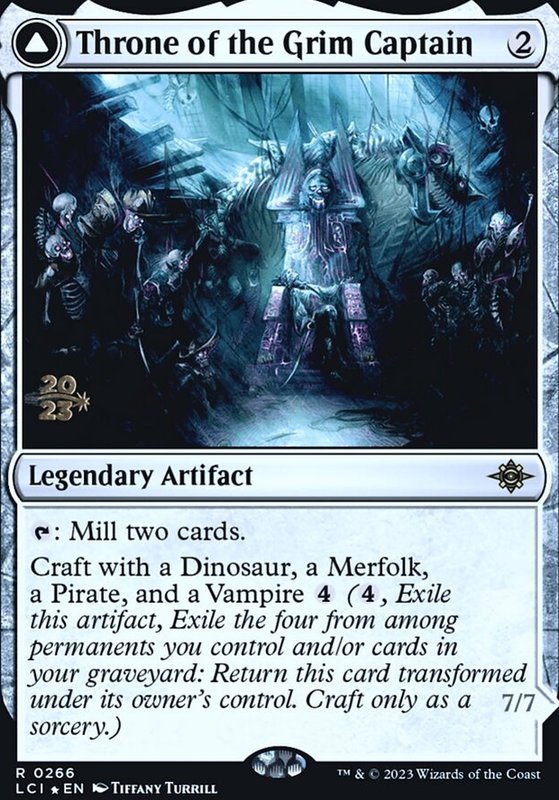 Throne of the Grim Captain 2
20
23
Legendary Artifact
: Mill two cards.
Craft with a Dinosaur, a Merfolk,
a Pirate, and a Vampire 4 (4, Exile
this artifact, Exile the four from among
permanents you control and/or cards in
your graveyard: Return this card transformed
under its owner's control. Craft only as a
sorcery.)
7/7
R 0266
LCI ★ EN Tiffany Turrill
™ & © 2023 Wizards of the Coast